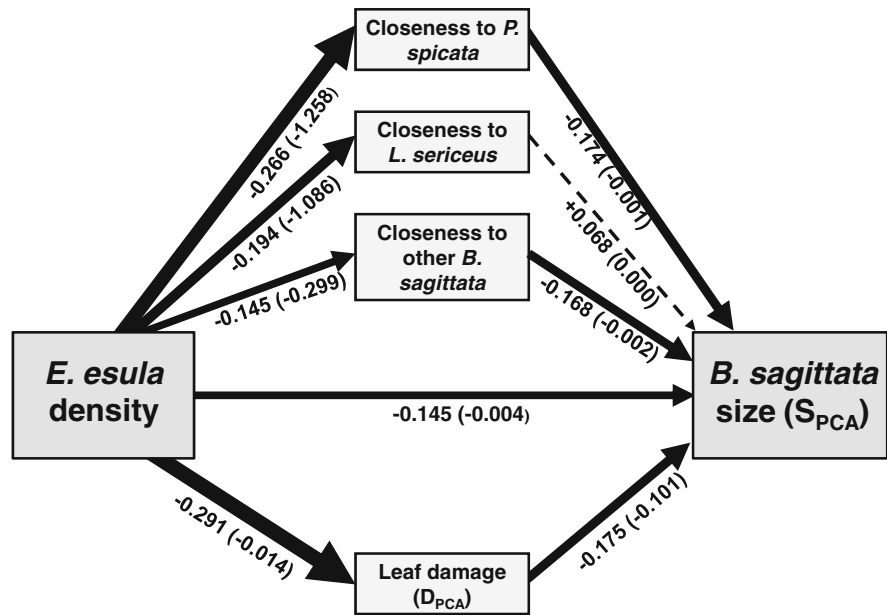 Closeness to P.
spicata
-0.266 (-1.258)
-0.174 (-0.001)
Closeness to
L. sericeus
-0.194 (-1.086)
+0.068 (0.000)
Closeness to
other B.
sagittata
-0.145 (-0.299)
-0.168 (-0.002)
E. esula
density
-0.145 (-0.004)
B. sagittata
size (SPCA)
-0.291 (-0.014)
-0.175 (-0.101)
Leaf damage
(DPCA)